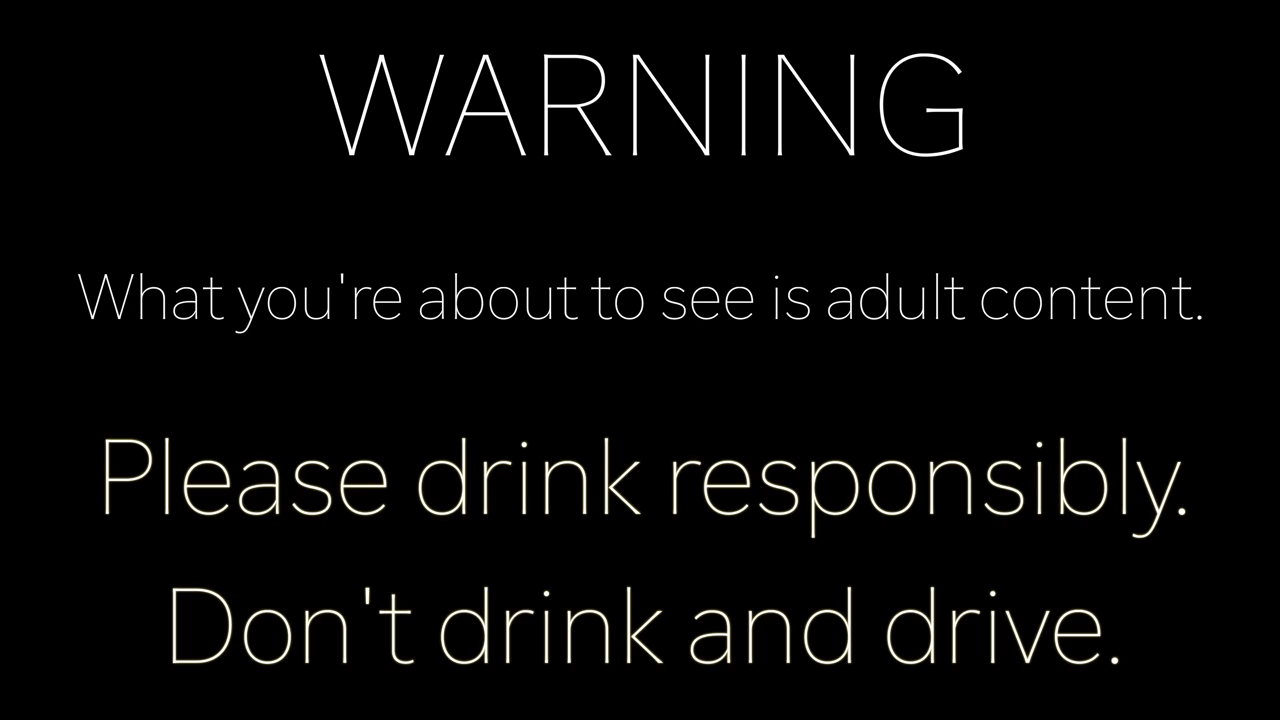 WARNING
What you're about to see is adult content.
Please drink responsibly.
Don't drink and drive.